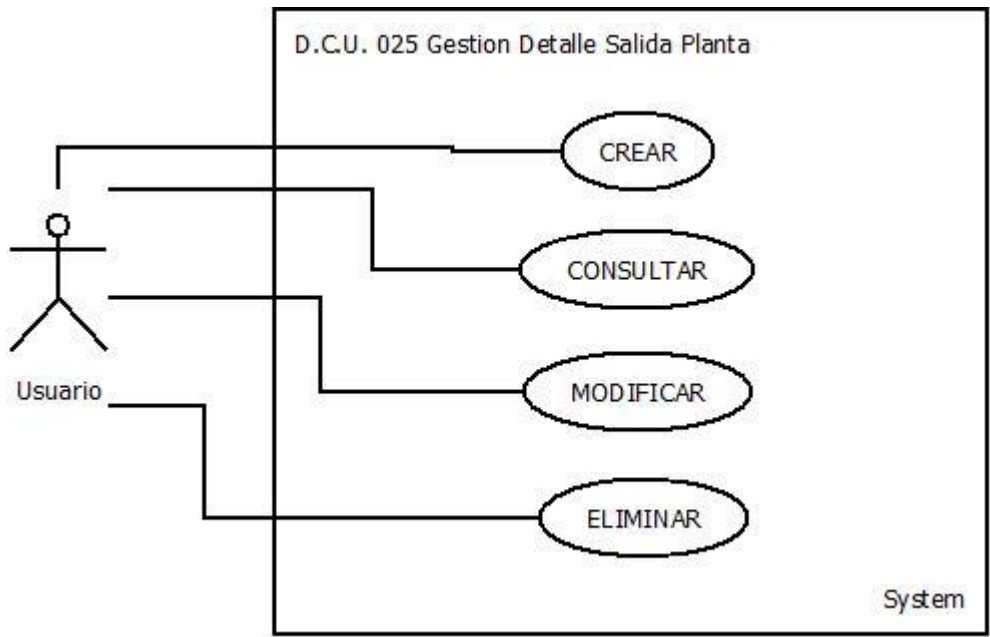 D.C.U. 025 Gestion Detalle Salida Planta
CREAR
CONSULTAR
MODIFICAR
Usuario
ELIMINAR
System